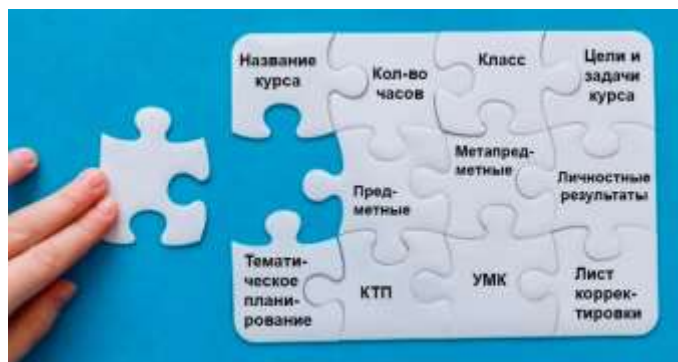 Название
курса
Кол-во
часов
Класс
Цели и
задачи
курса
Пред-
метные
Метапред-
метные
Личностные
результаты
Темати-
ческое
плани-
рование
КТП
УМК
Лист
коррек-
тировки